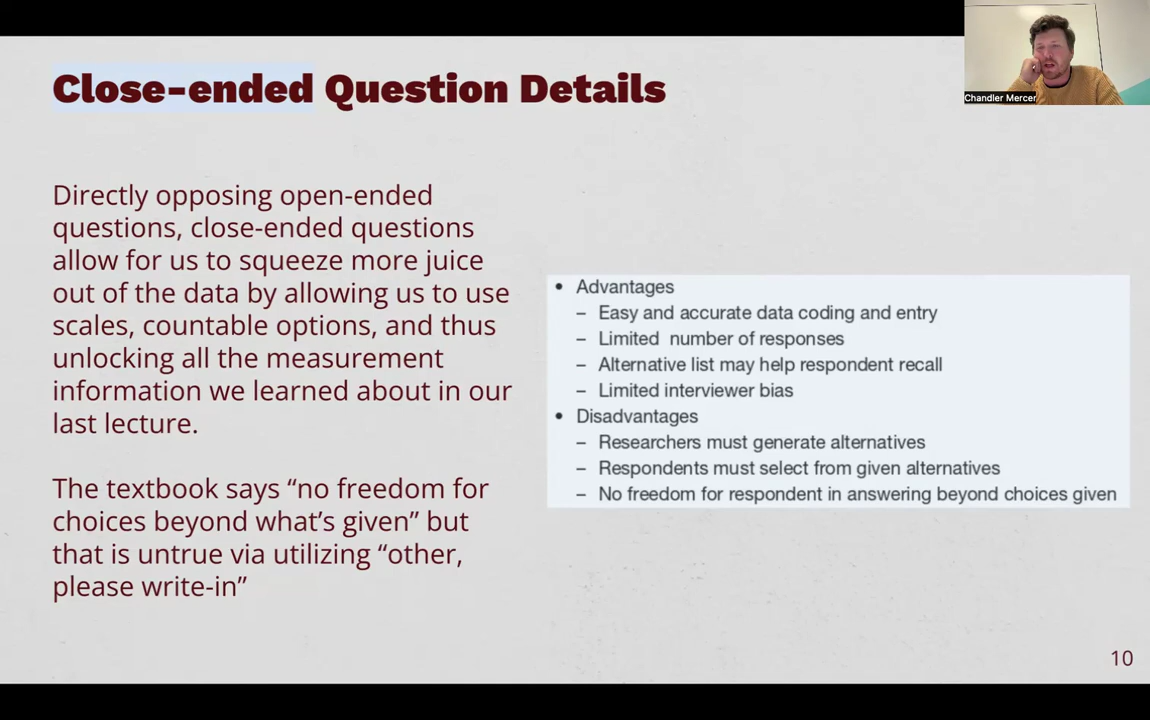 Close-ended Question Details
Chandler Mercer
Directly opposing open-ended
questions, close-ended questions
allow for us to squeeze more juice
out of the data by allowing us to use
scales, countable options, and thus
unlocking all the measurement
information we learned about in our
last lecture.
The textbook says “no freedom for
choices beyond what’s given” but
that is untrue via utilizing “other,
please write-in”
• Advantages
– Easy and accurate data coding and entry
– Limited number of responses
– Alternative list may help respondent recall
– Limited interviewer bias
• Disadvantages
– Researchers must generate alternatives
– Respondents must select from given alternatives
– No freedom for respondent in answering beyond choices given
10